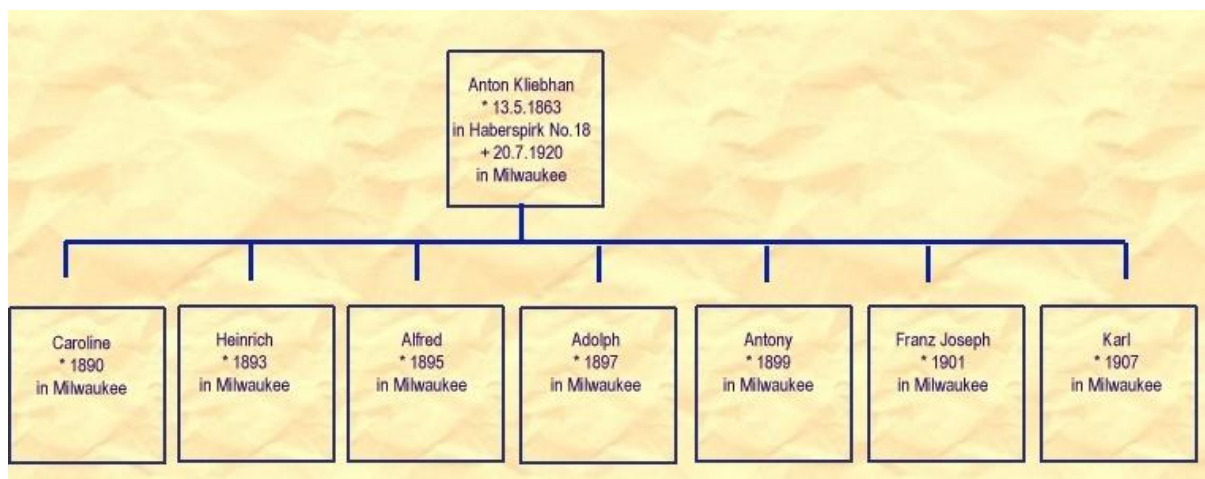 Anton Kliebhan
* 13.5.1863
in Haberspirk No.18
+ 20.7.1920
in Milwaukee
Caroline
* 1890
in Milwaukee
Heinrich
* 1893
in Milwaukee
Alfred
* 1895
in Milwaukee
Adolph
* 1897
in Milwaukee
Antony
* 1899
in Milwaukee
Franz Joseph
* 1901
in Milwaukee
Karl
* 1907
in Milwaukee